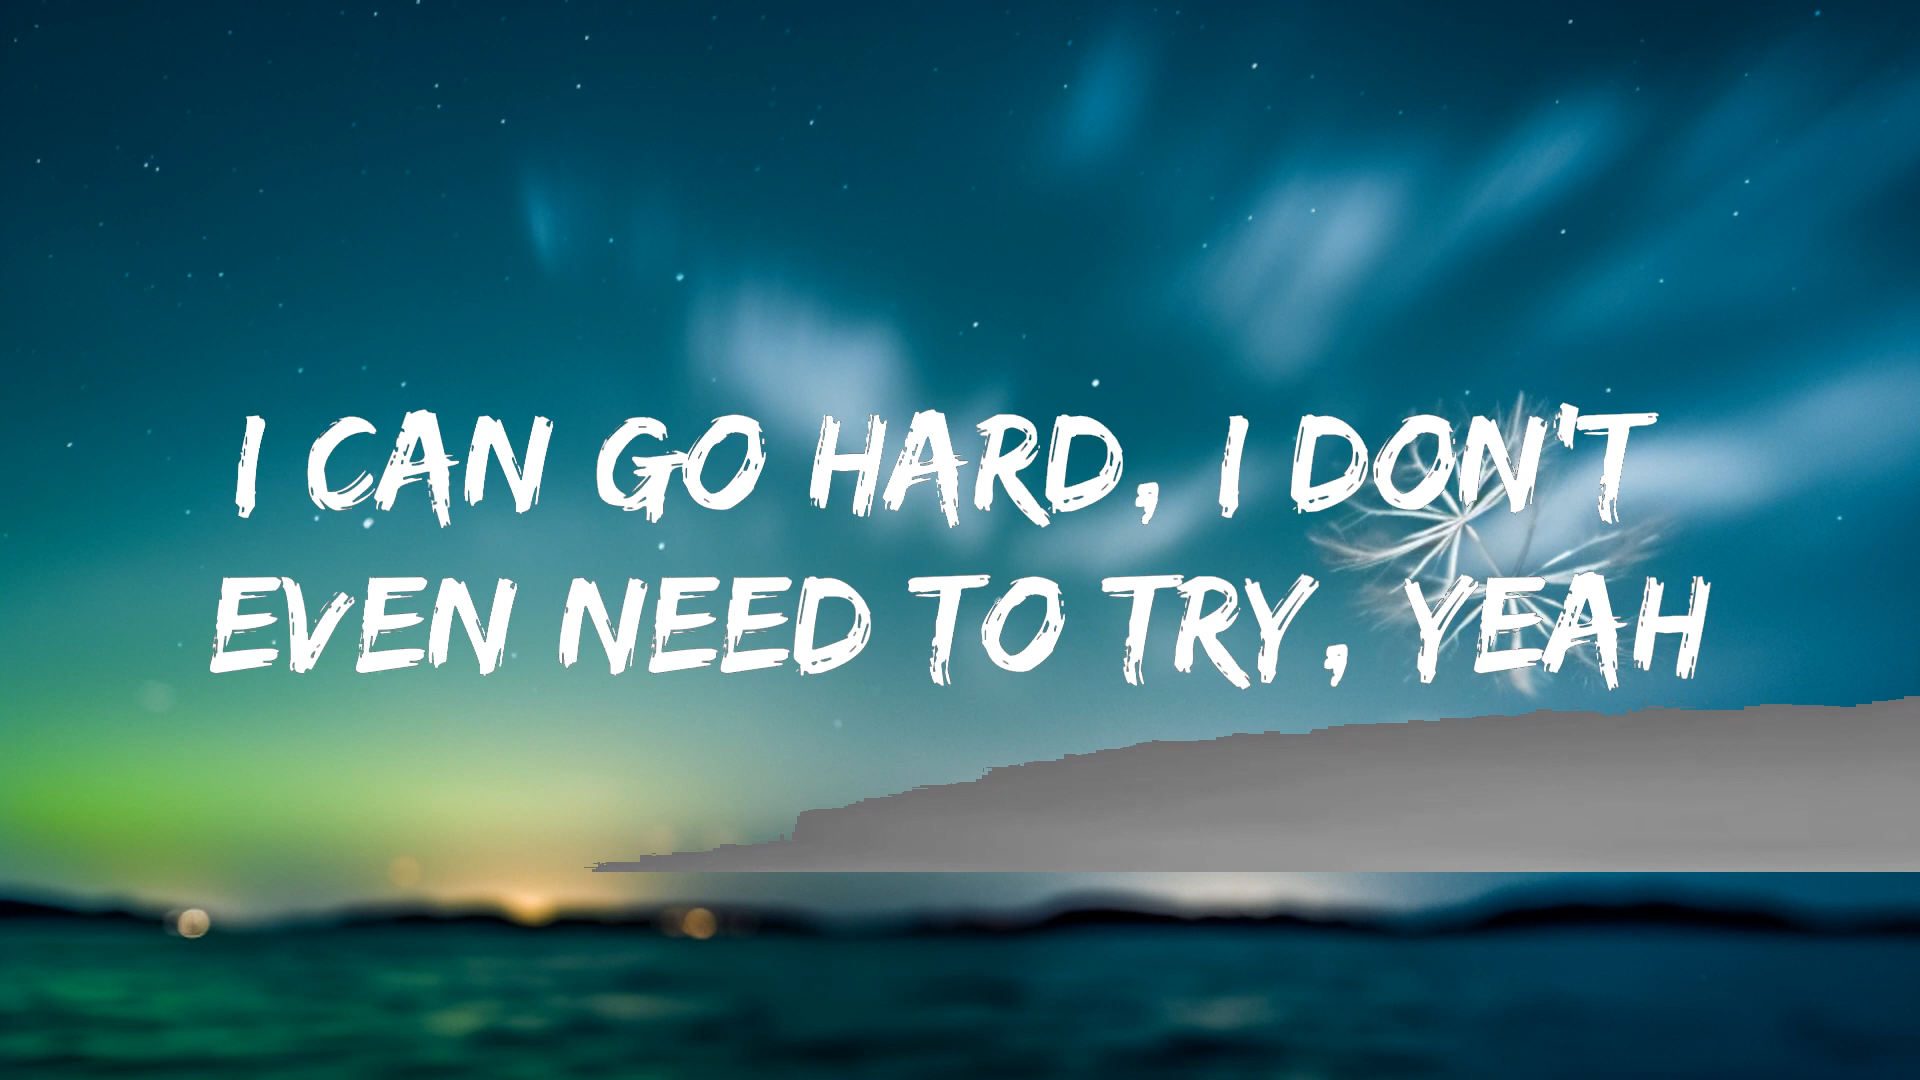 I CAN GO HARD, I DON'T
EVEN NEED TO TRY, YEAH